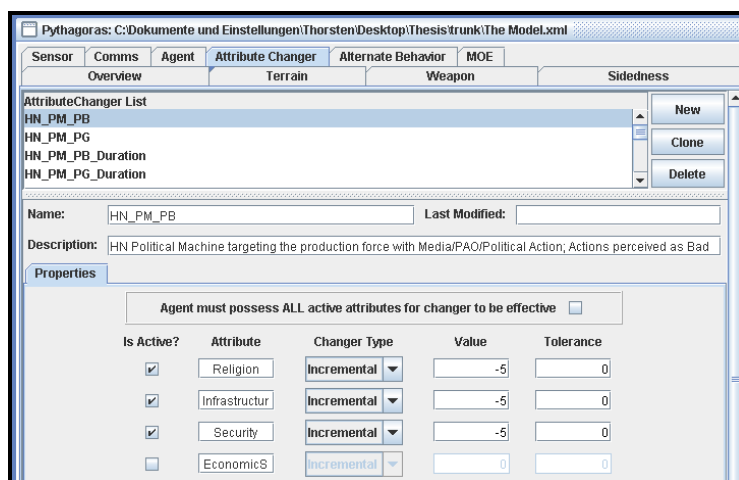 Pythagoras: C:\Dokumente und Einstellungen\Thorsten\Desktop\Thesis\trunk\The Model.xml
Sensor Comms Agent Attribute Changer Alternate Behavior MOE
Overview Terrain Weapon Sidedness
AttributeChanger List
HN_PM_PB
HN_PM_PG
HN_PM_PB_Duration
HN_PM_PG_Duration
New
Clone
Delete
Name: HN_PM_PB Last Modified:
Description: HN Political Machine targeting the production force with Media/PAO/Political Action; Actions perceived as Bad
Properties
Agent must possess ALL active attributes for changer to be effective
Is Active? Attribute Changer Type Value Tolerance
Religion Incremental -5 0
Infrastructur Incremental -5 0
Security Incremental -5 0
EconomicS Incremental 0 0